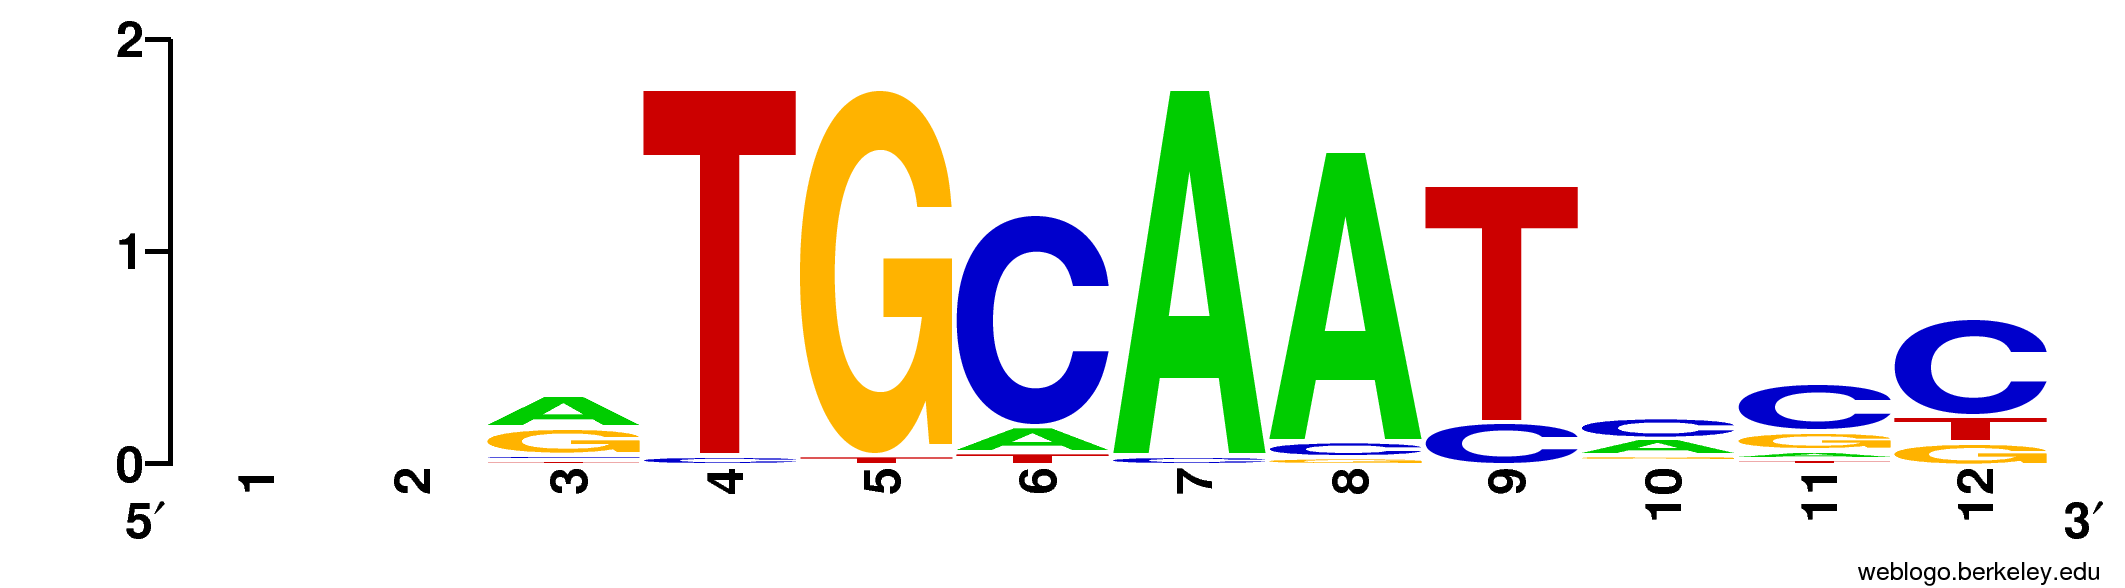 2
1
0
A G T
T C
G T
C A T
A C
A C G
T C
C A G
C G A T
C T G
1 2 3 4 5 6 7 8 9 10 11 12
5′ 3′
weblogo.berkeley.edu